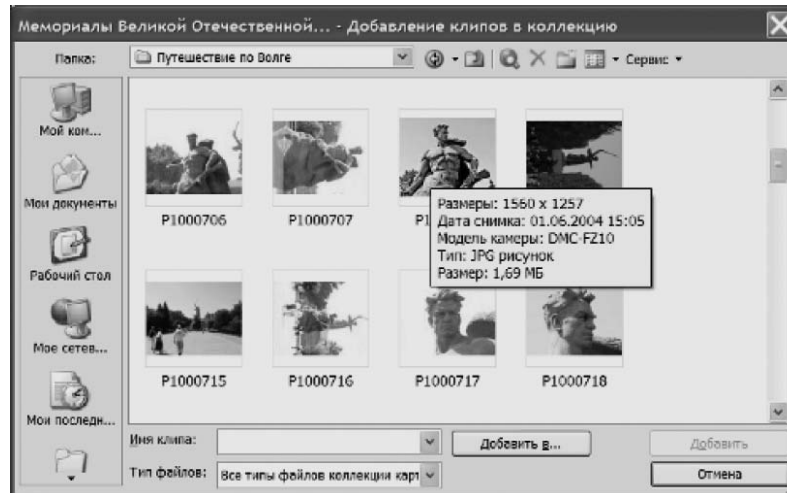 Мемориалы Великой Отечественной... - Добавление клипов в коллекцию
Папка:
Путешествие по Волге
Сервис
Мой ком...
Мои документы
Рабочий стол
Мое сетев...
Мои последн...
P1000706
P1000707
P1
Размеры: 1560 x 1257
Дата снимка: 01.06.2004 15:05
Модель камеры: DMC-FZ10
Тип: JPG рисунок
Размер: 1,69 МБ
P1000715
P1000716
P1000717
P1000718
Имя клипа:
Добавить в...
Добавить
Тип файлов:
Все типы файлов коллекции карт
Отмена